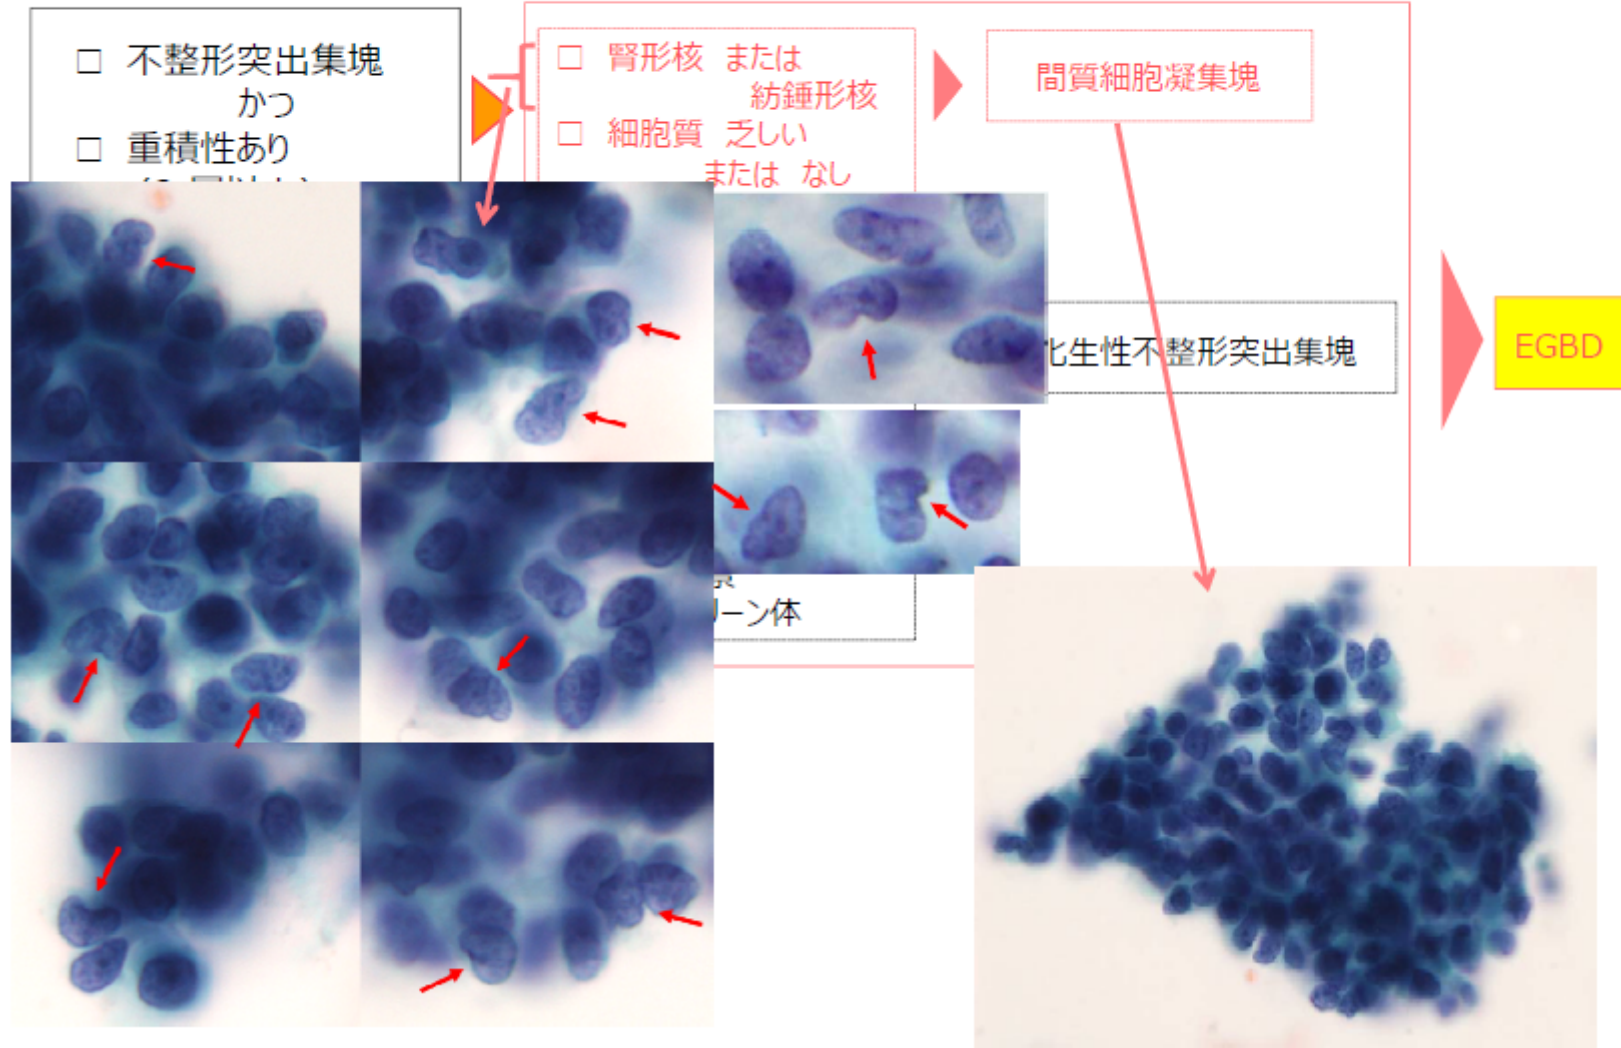 □ 不整形突出集塊
かつ
□ 重積性あり
□ 腎形核 または
紡錘形核
□ 細胞質 乏しい
または なし
間質細胞凝集塊
化生性不整形突出集塊
EGBD
リーン体